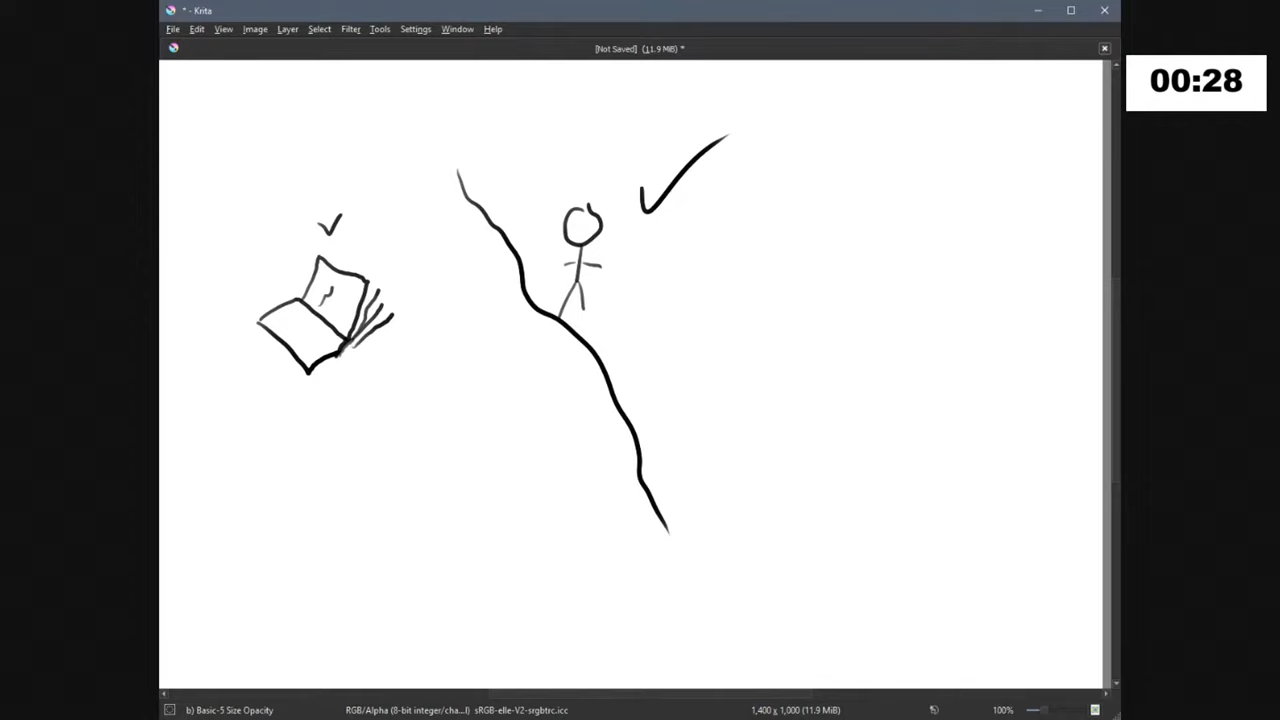 * - Krita
File Edit View Image Layer Select Filter Tools Settings Window Help
[Not Saved] (11.9 MiB) *
00:28
b) Basic-5 Size Opacity RGB/Alpha (8-bit integer/cha...l) sRGB-elle-V2-srgbtrc.icc 1,400 x 1,000 (11.9 MiB) 100%